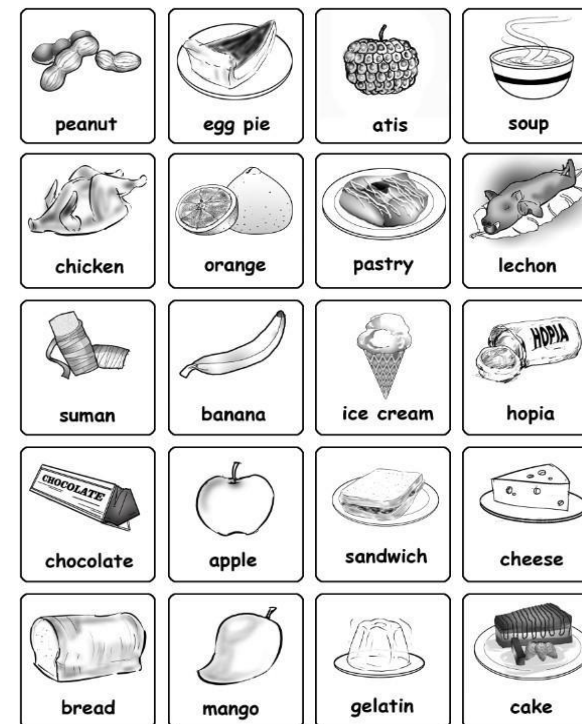 peanut
egg pie
atis
soup
chicken
orange
pastry
lechon
suman
banana
ice cream
HOPIA
hopia
CHOCOLATE
chocolate
apple
sandwich
cheese
bread
mango
gelatin
cake